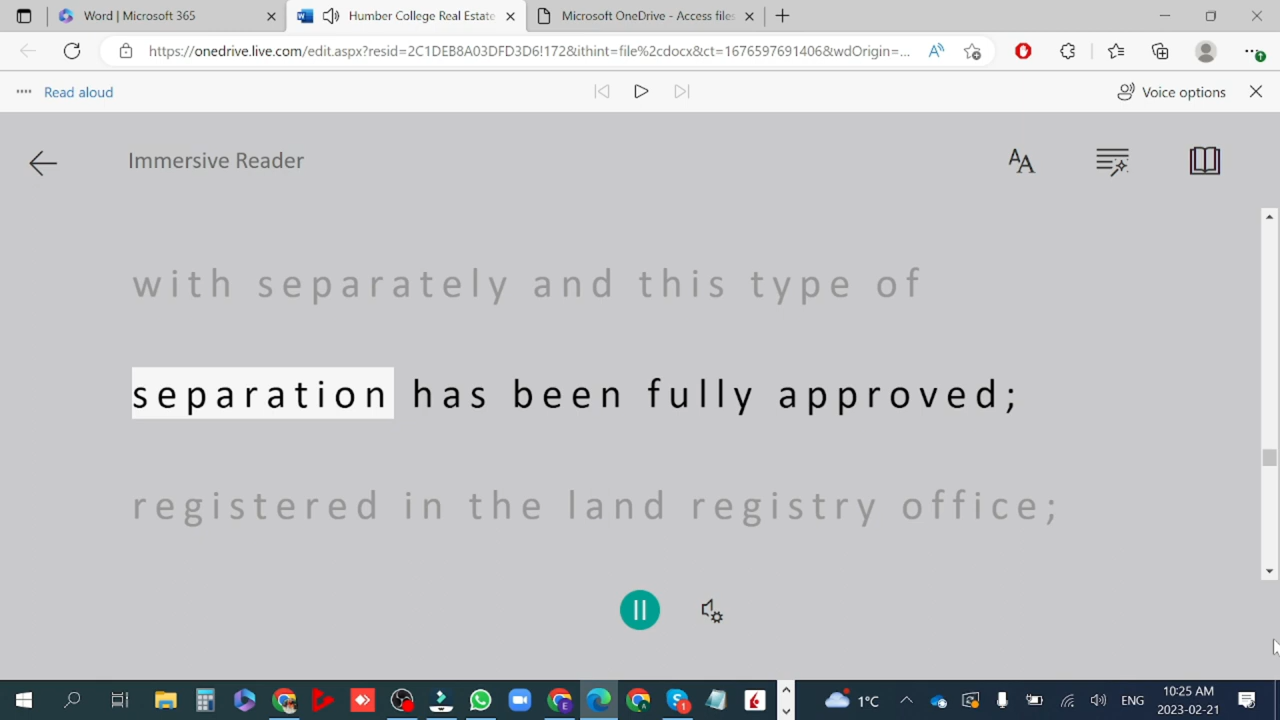 Word | Microsoft 365
Humber College Real Estate
Microsoft OneDrive - Access files
https://onedrive.live.com/edit.aspx?resid=2C1DEB8A03DFD3D6!172&ithint=file%2cdocx&ct=1676597691406&wdOrigin=...
Read aloud
Voice options
Immersive Reader
with separately and this type of
separation has been fully approved;
registered in the land registry office;
1°C
ENG
10:25 AM
2023-02-21